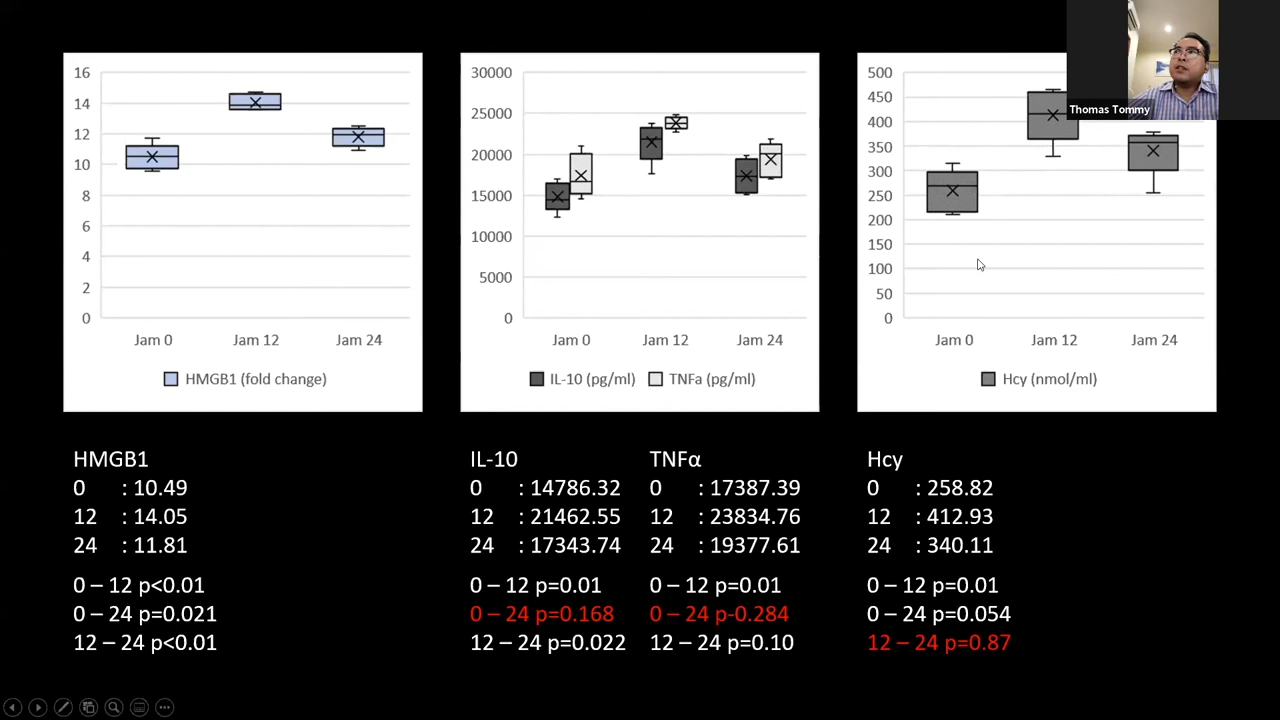 Thomas Tommy
16
14
12
10
8
6
4
2
0
Jam 0 Jam 12 Jam 24
HMGB1 (fold change)
30000
25000
20000
15000
10000
5000
0
Jam 0 Jam 12 Jam 24
IL-10 (pg/ml) TNFa (pg/ml)
500
450
400
350
300
250
200
150
100
50
0
Jam 0 Jam 12 Jam 24
Hcy (nmol/ml)
HMGB1
0 : 10.49
12 : 14.05
24 : 11.81
0 – 12 p<0.01
0 – 24 p=0.021
12 – 24 p<0.01
IL-10
0 : 14786.32
12 : 21462.55
24 : 17343.74
0 – 12 p=0.01
0 – 24 p=0.168
12 – 24 p=0.022
TNFα
0 : 17387.39
12 : 23834.76
24 : 19377.61
0 – 12 p=0.01
0 – 24 p-0.284
12 – 24 p=0.10
Hcy
0 : 258.82
12 : 412.93
24 : 340.11
0 – 12 p=0.01
0 – 24 p=0.054
12 – 24 p=0.87